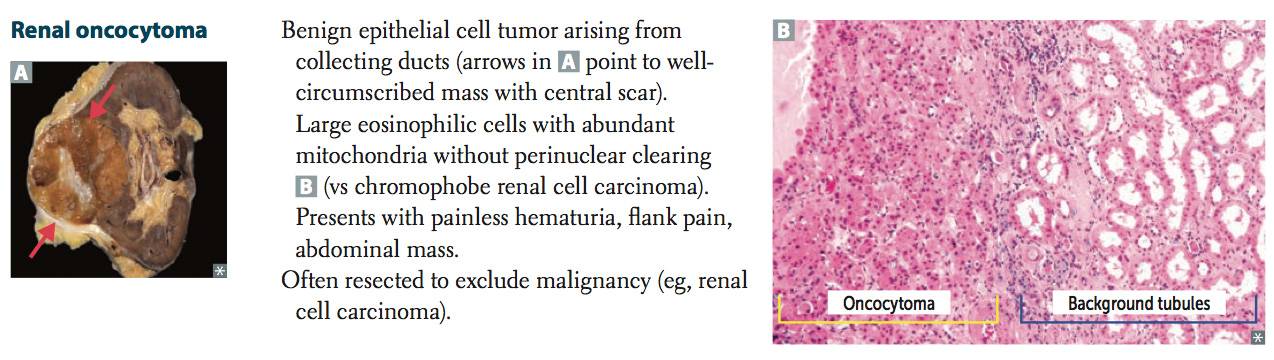 Renal oncocytoma
A
Benign epithelial cell tumor arising from
collecting ducts (arrows in A point to well-
circumscribed mass with central scar).
Large eosinophilic cells with abundant
mitochondria without perinuclear clearing
B (vs chromophobe renal cell carcinoma).
Presents with painless hematuria, flank pain,
abdominal mass.
Often resected to exclude malignancy (eg, renal
cell carcinoma).
B
Oncocytoma
Background tubules